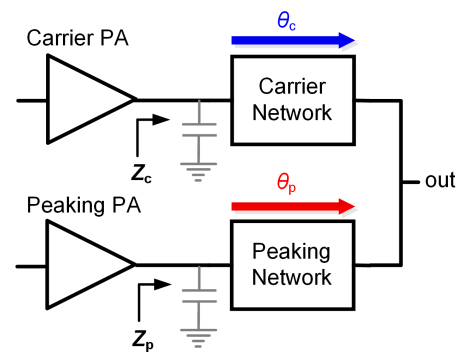 Carrier PA
θc
Carrier
Network
Zc
out
Peaking PA
θp
Peaking
Network
Zp